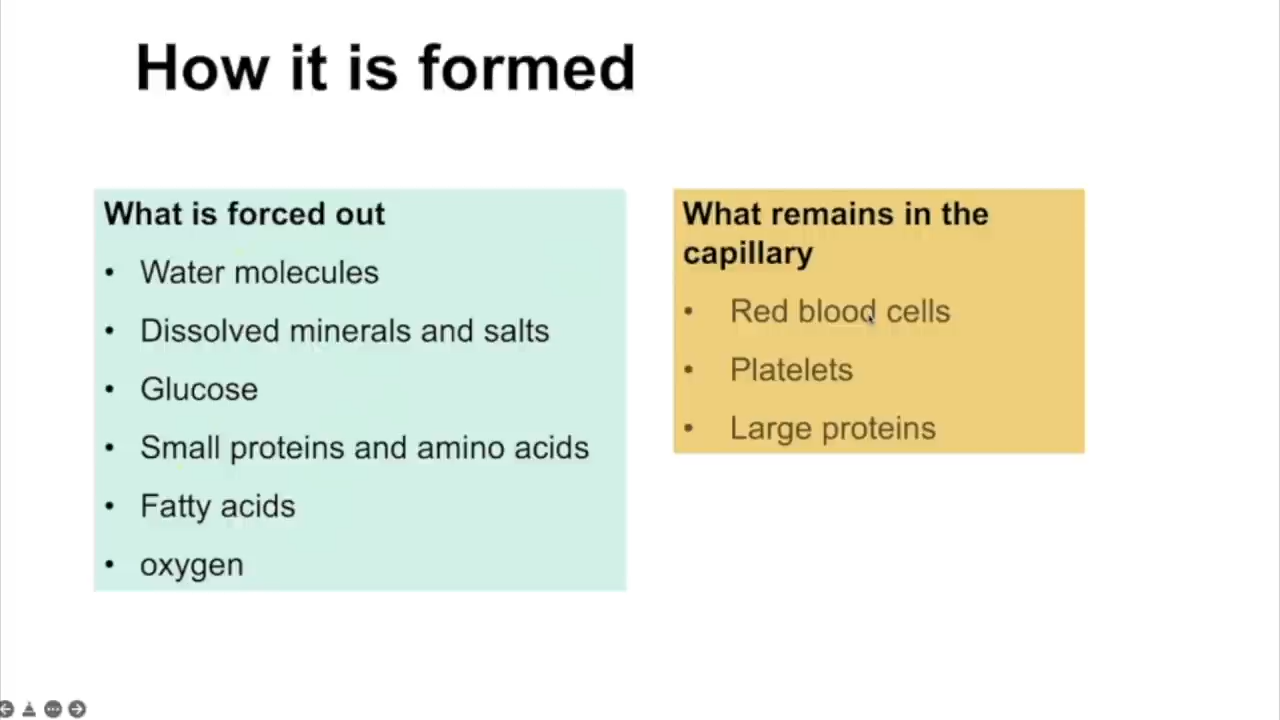 How it is formed
What is forced out
• Water molecules
• Dissolved minerals and salts
• Glucose
• Small proteins and amino acids
• Fatty acids
• oxygen
What remains in the
capillary
• Red blood cells
• Platelets
• Large proteins